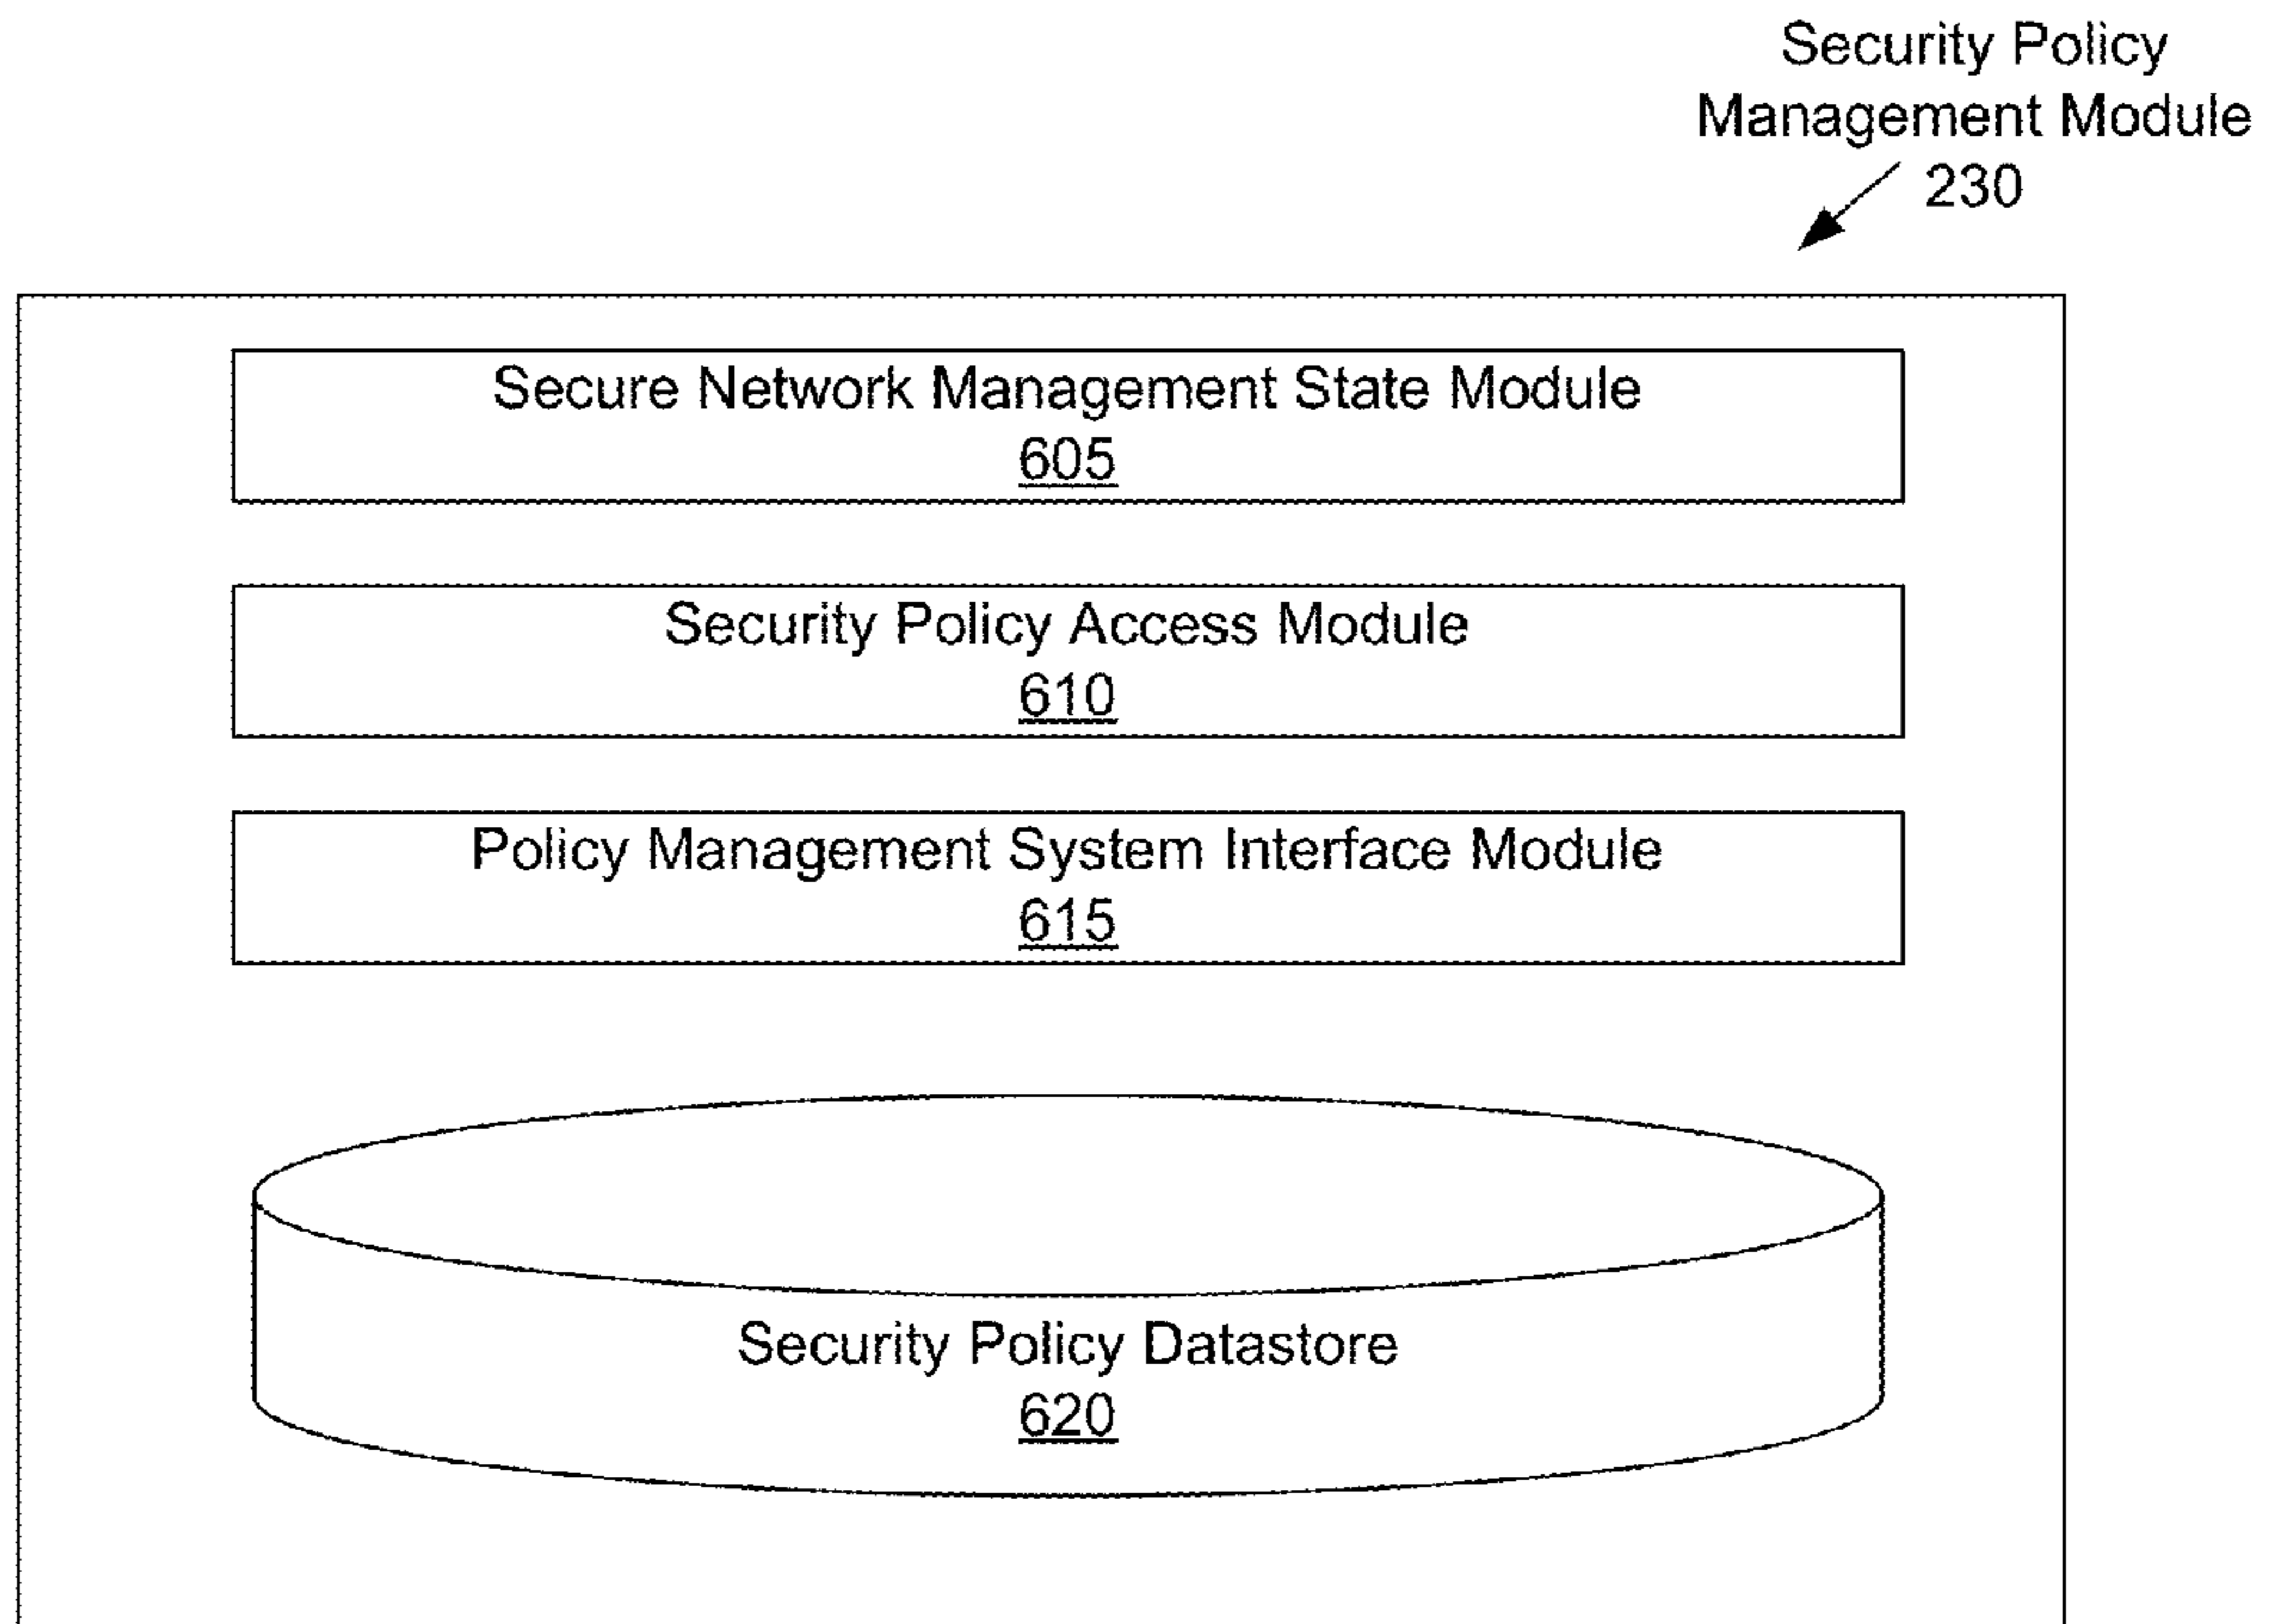 Security Policy
Management Module
230
Secure Network Management State Module
605
Security Policy Access Module
610
Policy Management System Interface Module
615
Security Policy Datastore
620